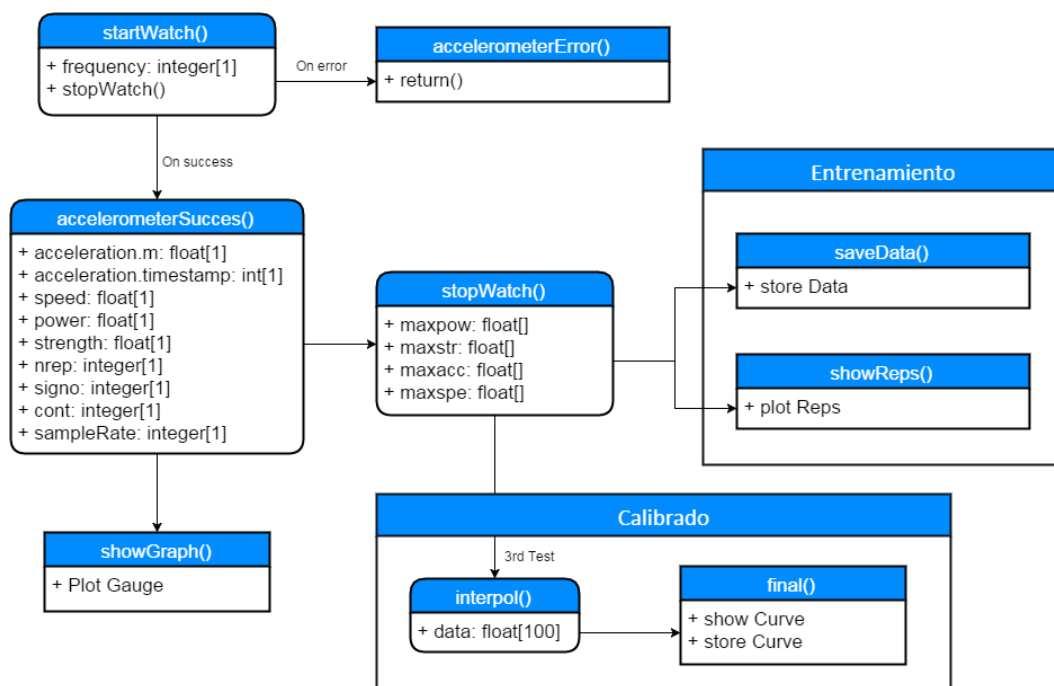 startWatch()
+ frequency: integer[1]
+ stopWatch()
On error
accelerometerError()
+ return()
On success
accelerometerSucces()
+ acceleration.m: float[1]
+ acceleration.timestamp: int[1]
+ speed: float[1]
+ power: float[1]
+ strength: float[1]
+ nrep: integer[1]
+ signo: integer[1]
+ cont: integer[1]
+ sampleRate: integer[1]
stopWatch()
+ maxpow: float[]
+ maxstr: float[]
+ maxacc: float[]
+ maxspe: float[]
Entrenamiento
saveData()
+ store Data
showReps()
+ plot Reps
showGraph()
+ Plot Gauge
Calibrado
3rd Test
interpol()
+ data: float[100]
final()
+ show Curve
+ store Curve